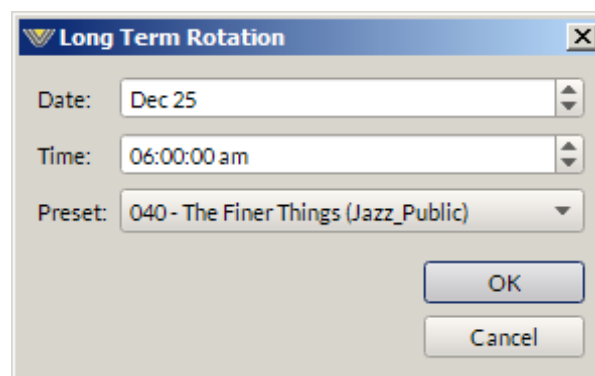 Long Term Rotation
Date: Dec 25
Time: 06:00:00 am
Preset: 040 - The Finer Things (Jazz_Public)
OK
Cancel